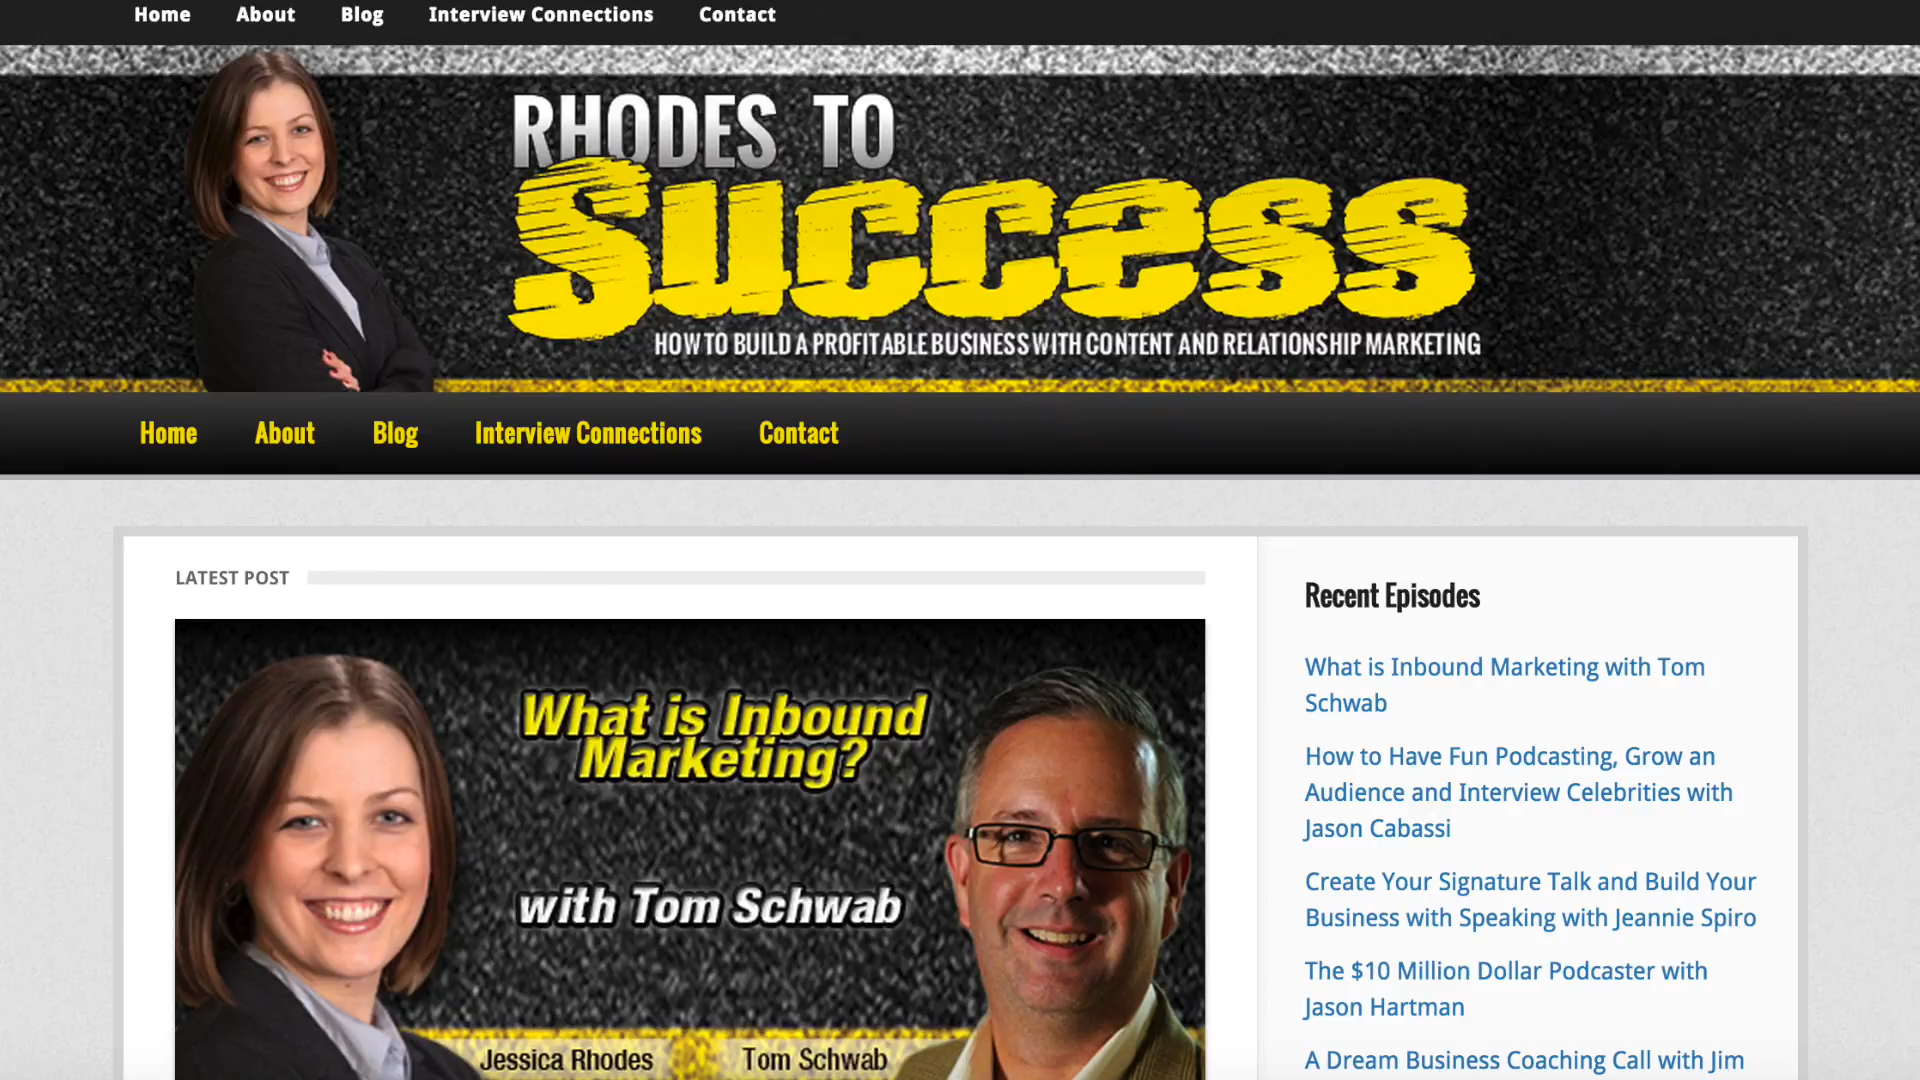 Home About Blog Interview Connections Contact
RHODES TO
Success
HOW TO BUILD A PROFITABLE BUSINESS WITH CONTENT AND RELATIONSHIP MARKETING
Home About Blog Interview Connections Contact
LATEST POST
What is Inbound
Marketing?
with Tom Schwab
Jessica Rhodes Tom Schwab
Recent Episodes
What is Inbound Marketing with Tom
Schwab
How to Have Fun Podcasting, Grow an
Audience and Interview Celebrities with
Jason Cabassi
Create Your Signature Talk and Build Your
Business with Speaking with Jeannie Spiro
The $10 Million Dollar Podcaster with
Jason Hartman
A Dream Business Coaching Call with Jim